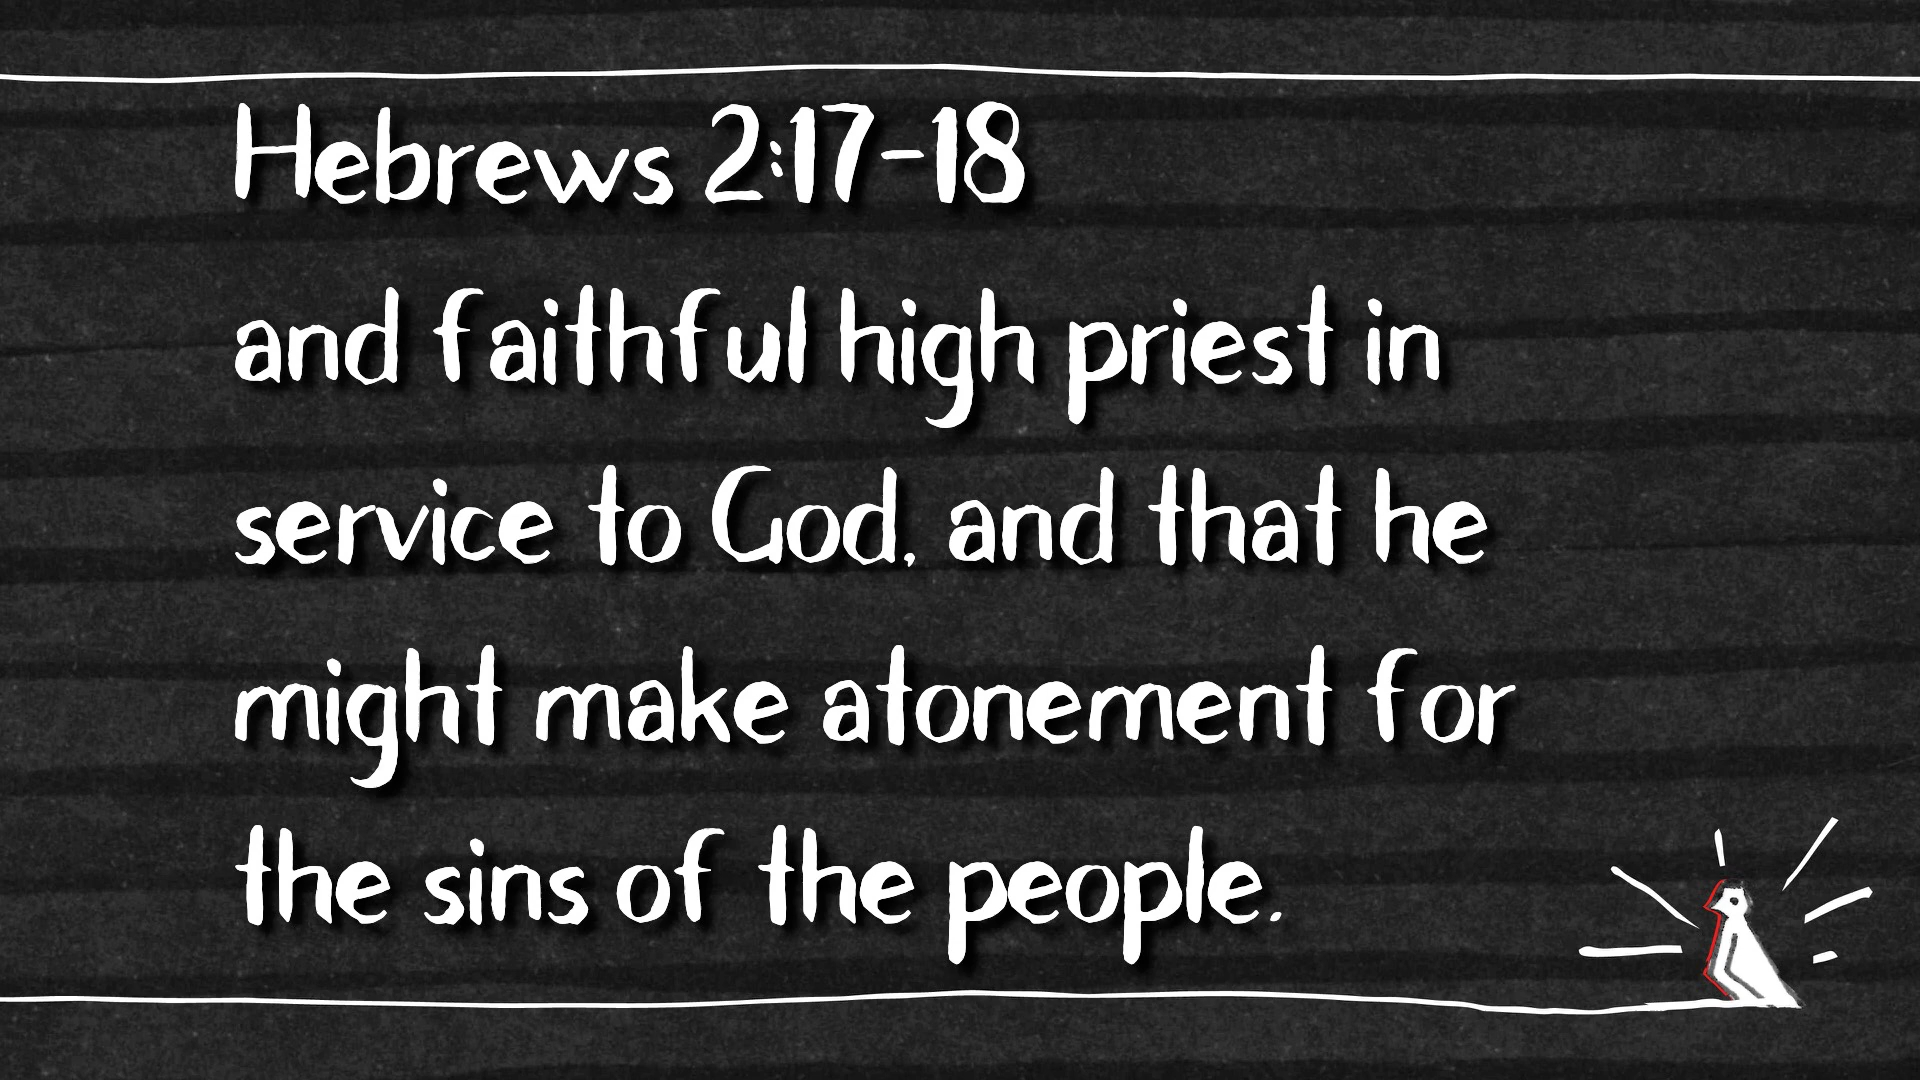 Hebrews 2:17-18
and faithful high priest in
service to God, and that he
might make atonement for
the sins of the people.